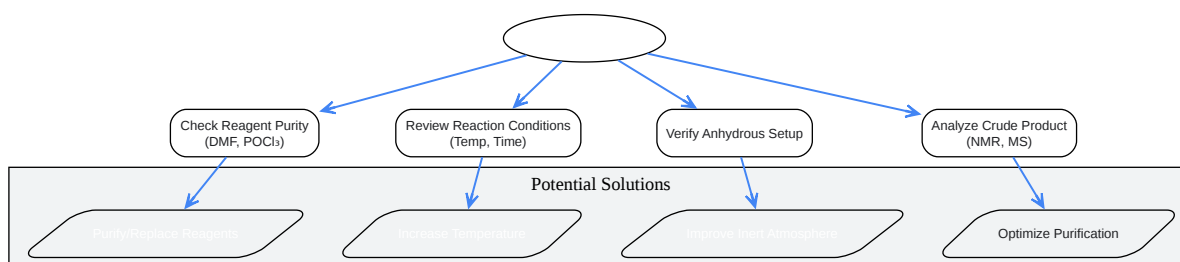 Check Reagent Purity
(DMF, POCl₃)
Review Reaction Conditions
(Temp, Time)
Verify Anhydrous Setup
Analyze Crude Product
(NMR, MS)
Potential Solutions
Purify/Replace Reagents
Increase Temperature
Improve Inert Atmosphere
Optimize Purification